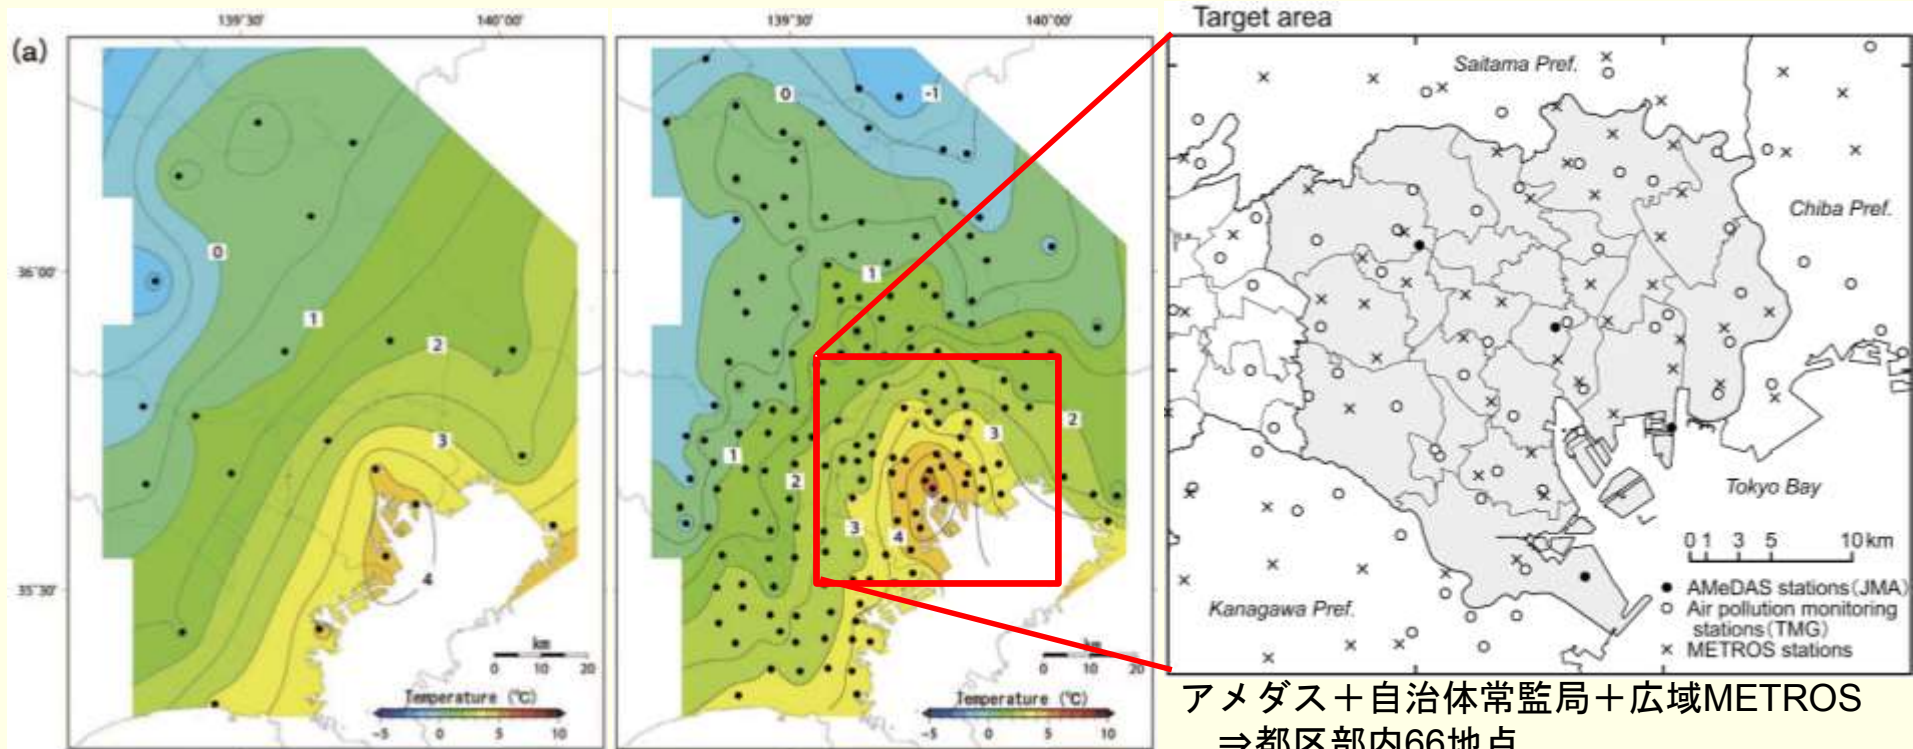 (a)
139°30'
140°00'
36°00'
35°30'
0
1
2
3
4
km
0 10 20
Temperature (℃)
-5 0 5 10
139°30'
140°00'
0
-1
1
2
3
1
2
3
4
km
0 10 20
Temperature (℃)
-5 0 5 10
Target area
Saitama Pref.
Chiba Pref.
Tokyo Bay
Kanagawa Pref.
0 1 3 5 10 km
AMeDAS stations (JMA)
Air pollution monitoring
stations (TMG)
METROS stations
アメダス＋自治体常監局＋広域METROS
⇒都区部内66地点